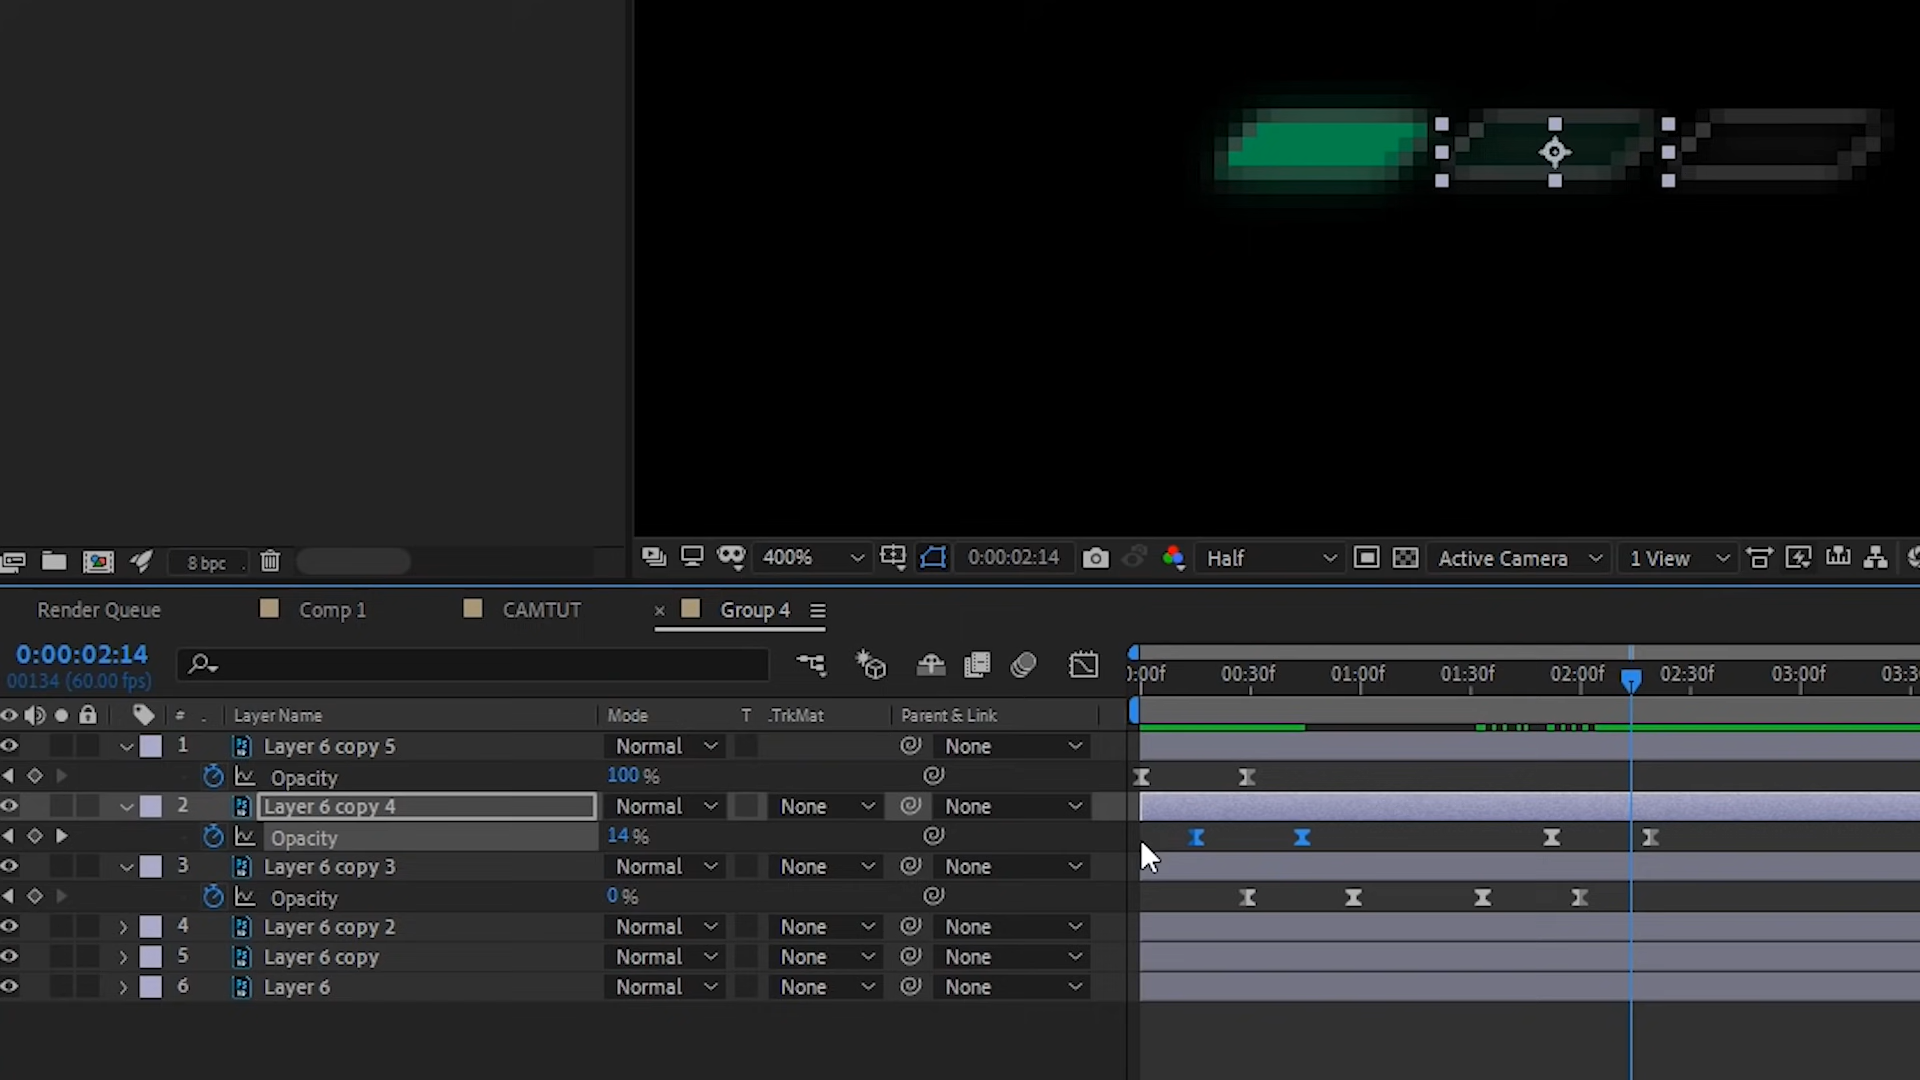 8 bpc
400% 0:00:02:14 Half Active Camera 1 View
Render Queue Comp 1 CAMTUT × Group 4
0:00:02:14
00134 (60.00 fps)
0:00f 00:30f 01:00f 01:30f 02:00f 02:30f 03:00f 03:3
# . Layer Name Mode T .TrkMat Parent & Link
1 Layer 6 copy 5 Normal None
Opacity 100 %
2 Layer 6 copy 4 Normal None None
Opacity 14 %
3 Layer 6 copy 3 Normal None None
Opacity 0 %
4 Layer 6 copy 2 Normal None None
5 Layer 6 copy Normal None None
6 Layer 6 Normal None None